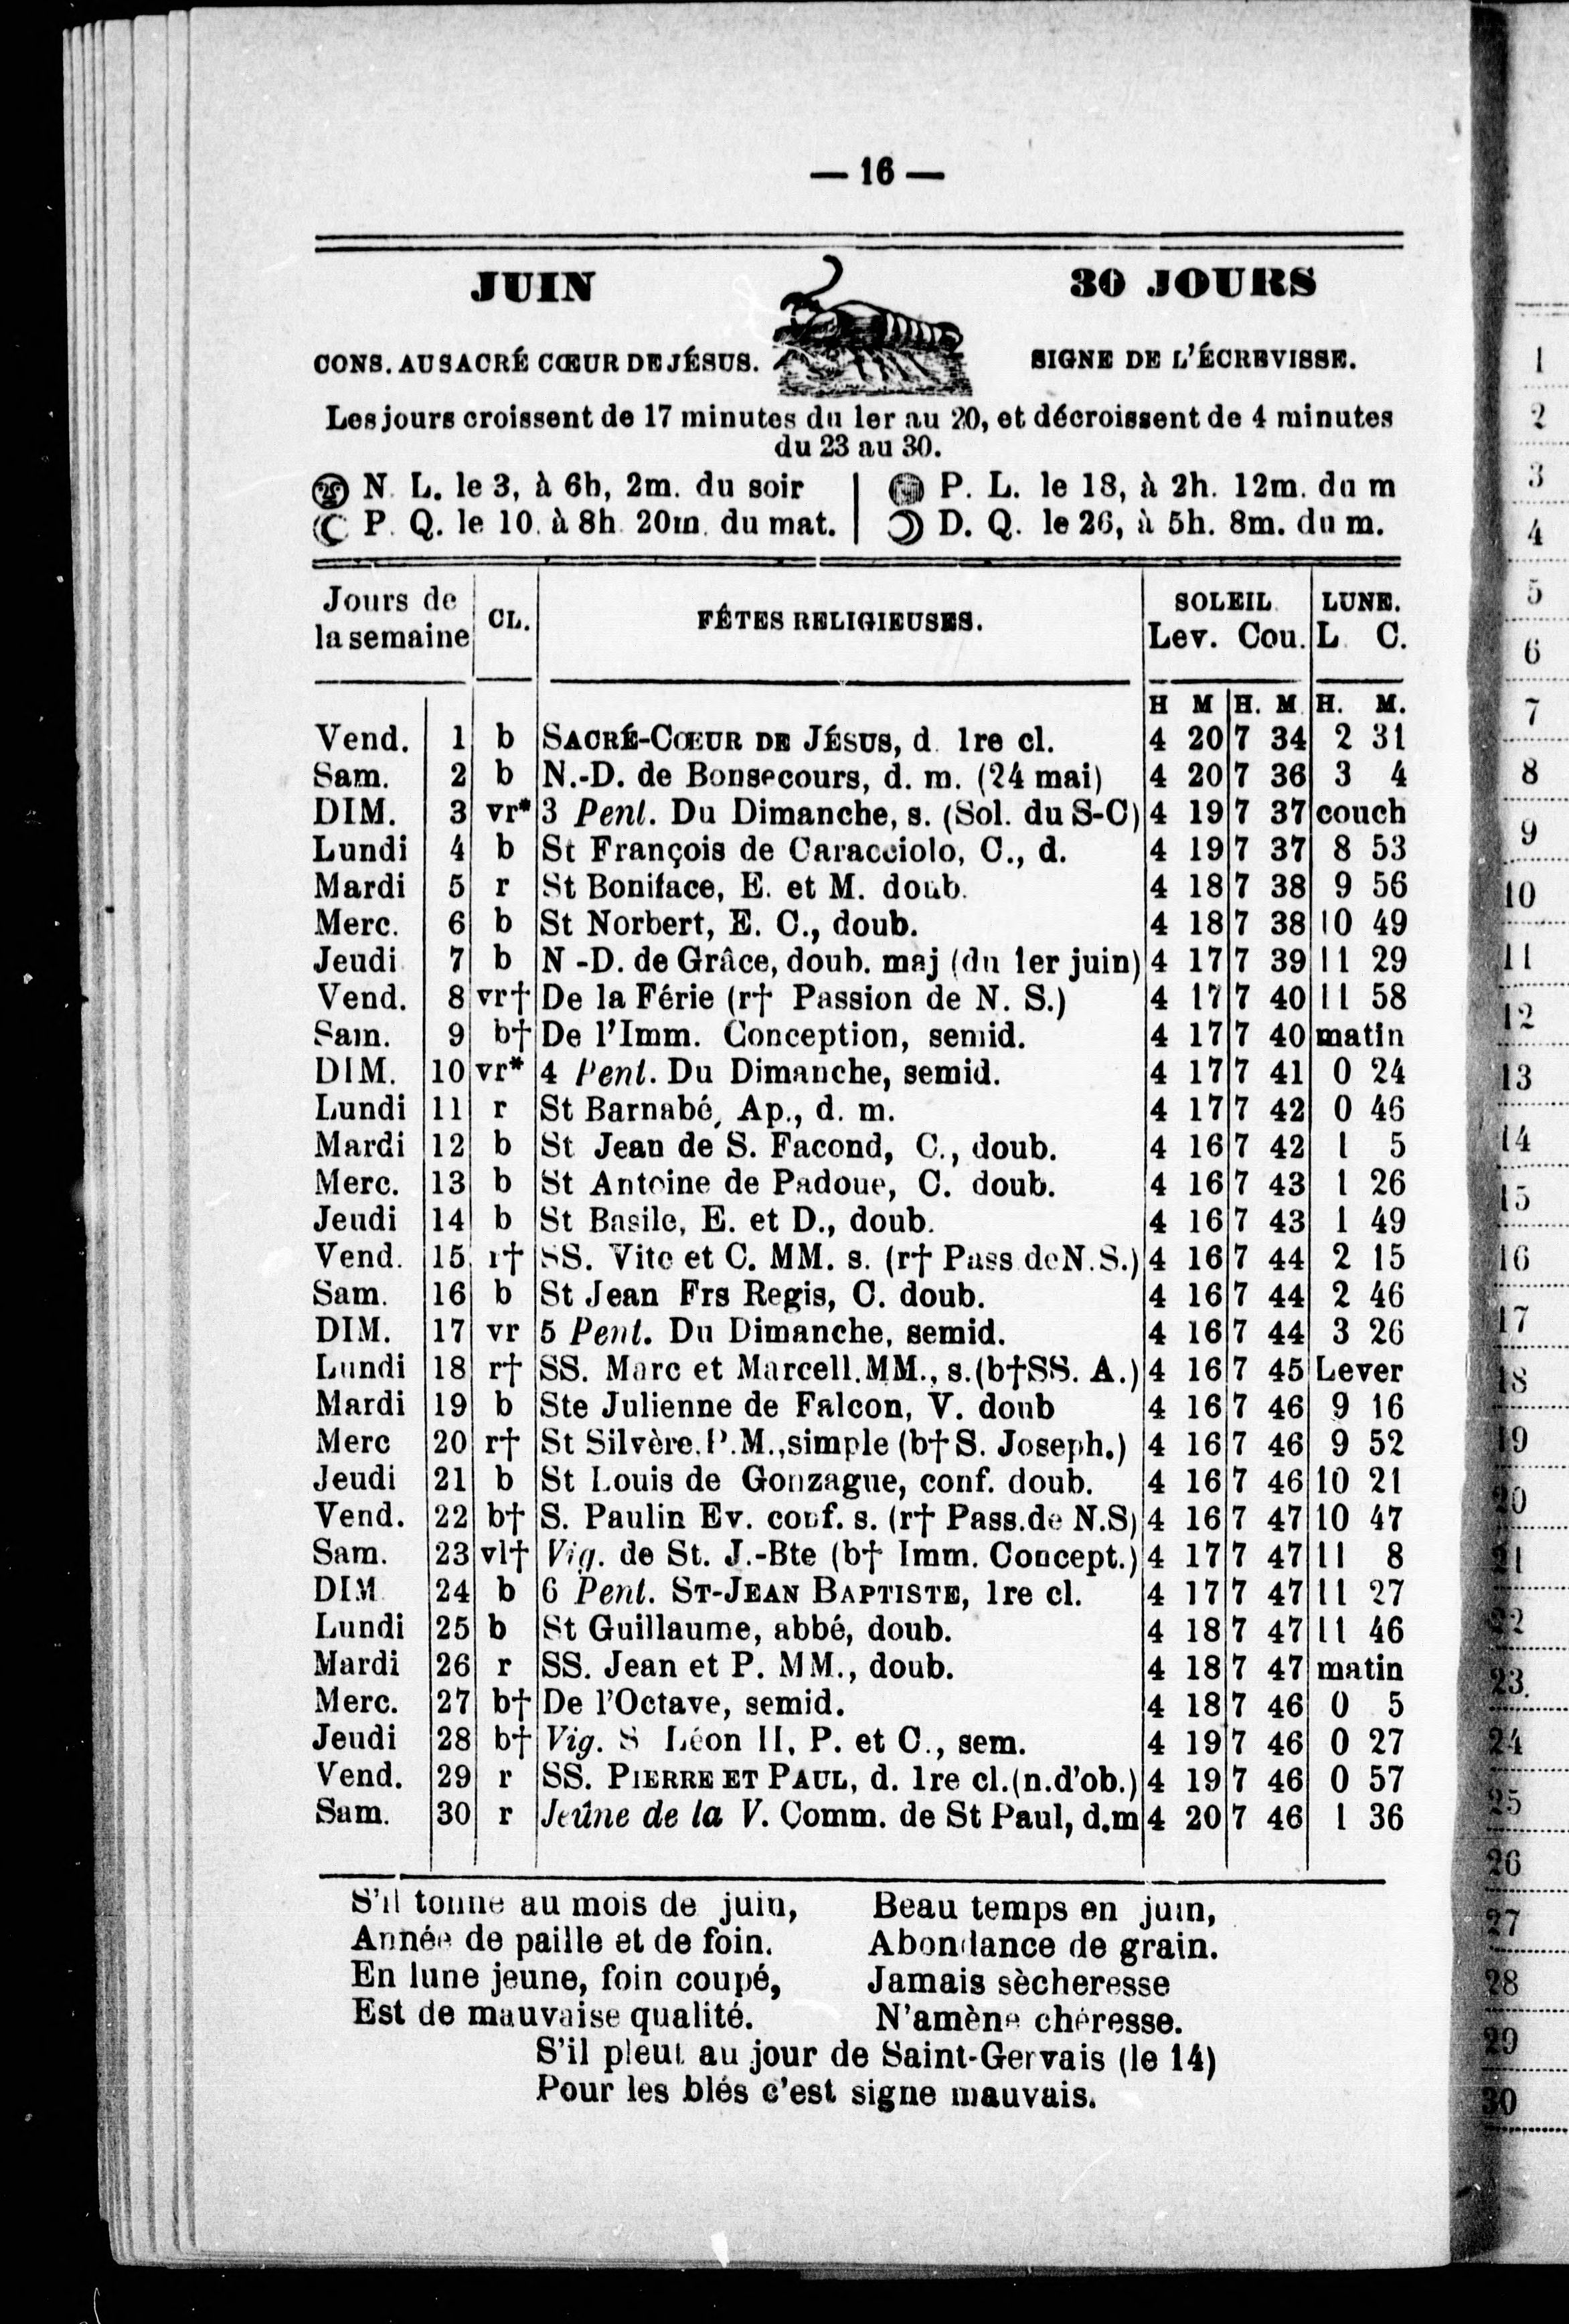 — 16 —
JUIN 30 JOURS
CONS. AU SACRÉ CŒUR DE JÉSUS. SIGNE DE L'ÉCREVISSE.
Les jours croissent de 17 minutes du 1er au 20, et décroissent de 4 minutes
du 23 au 30.
N. L. le 3, à 6h, 2m. du soir | P. L. le 18, à 2h. 12m. du m
P. Q. le 10. à 8h 20m. du mat. | D. Q. le 26, à 5h. 8m. du m.
Jours de la semaine CL. FÊTES RELIGIEUSES. SOLEIL Lev. Cou. LUNE. L. C.
H M H. M. H. M.
Vend. 1 b SACRÉ-CŒUR DE JÉSUS, d. 1re cl. 4 20 7 34 2 31
Sam. 2 b N.-D. de Bonsecours, d. m. (24 mai) 4 20 7 36 3 4
DIM. 3 vr* 3 Pent. Du Dimanche, s. (Sol. du S-C) 4 19 7 37 couch
Lundi 4 b St François de Caracciolo, C., d. 4 19 7 37 8 53
Mardi 5 r St Boniface, E. et M. doub. 4 18 7 38 9 56
Merc. 6 b St Norbert, E. C., doub. 4 18 7 38 10 49
Jeudi 7 b N -D. de Grâce, doub. maj (du 1er juin) 4 17 7 39 11 29
Vend. 8 vr† De la Férie (r† Passion de N. S.) 4 17 7 40 11 58
Sam. 9 b† De l'Imm. Conception, semid. 4 17 7 40 matin
DIM. 10 vr* 4 Pent. Du Dimanche, semid. 4 17 7 41 0 24
Lundi 11 r St Barnabé, Ap., d. m. 4 17 7 42 0 46
Mardi 12 b St Jean de S. Facond, C., doub. 4 16 7 42 1 5
Merc. 13 b St Antoine de Padoue, C. doub. 4 16 7 43 1 26
Jeudi 14 b St Basile, E. et D., doub. 4 16 7 43 1 49
Vend. 15 r† SS. Vite et C. MM. s. (r† Pass de N.S.) 4 16 7 44 2 15
Sam. 16 b St Jean Frs Regis, C. doub. 4 16 7 44 2 46
DIM. 17 vr 5 Pent. Du Dimanche, semid. 4 16 7 44 3 26
Lundi 18 r† SS. Marc et Marcell. MM., s. (b† SS. A.) 4 16 7 45 Lever
Mardi 19 b Ste Julienne de Falcon, V. doub 4 16 7 46 9 16
Merc 20 r† St Silvère. P. M., simple (b† S. Joseph.) 4 16 7 46 9 52
Jeudi 21 b St Louis de Gonzague, conf. doub. 4 16 7 46 10 21
Vend. 22 b† S. Paulin Ev. conf. s. (r† Pass. de N.S) 4 16 7 47 10 47
Sam. 23 vl† Vig. de St. J.-Bte (b† Imm. Concept.) 4 17 7 47 11 8
DIM 24 b 6 Pent. ST-JEAN BAPTISTE, 1re cl. 4 17 7 47 11 27
Lundi 25 b St Guillaume, abbé, doub. 4 18 7 47 11 46
Mardi 26 r SS. Jean et P. MM., doub. 4 18 7 47 matin
Merc. 27 b† De l'Octave, semid. 4 18 7 46 0 5
Jeudi 28 b† Vig. S Léon II, P. et C., sem. 4 19 7 46 0 27
Vend. 29 r SS. PIERRE ET PAUL, d. 1re cl. (n. d'ob.) 4 19 7 46 0 57
Sam. 30 r Jeûne de la V. Comm. de St Paul, d.m 4 20 7 46 1 36
S'il tonne au mois de juin,
Année de paille et de foin.
En lune jeune, foin coupé,
Est de mauvaise qualité.
Beau temps en juin,
Abondance de grain.
Jamais sècheresse
N'amène chéresse.
S'il pleut au jour de Saint-Gervais (le 14)
Pour les blés c'est signe mauvais.
1
2
3
4
5
6
7
8
9
10
11
12
13
14
15
16
17
18
19
20
21
22
23.
24
25
26
27
28
29
30